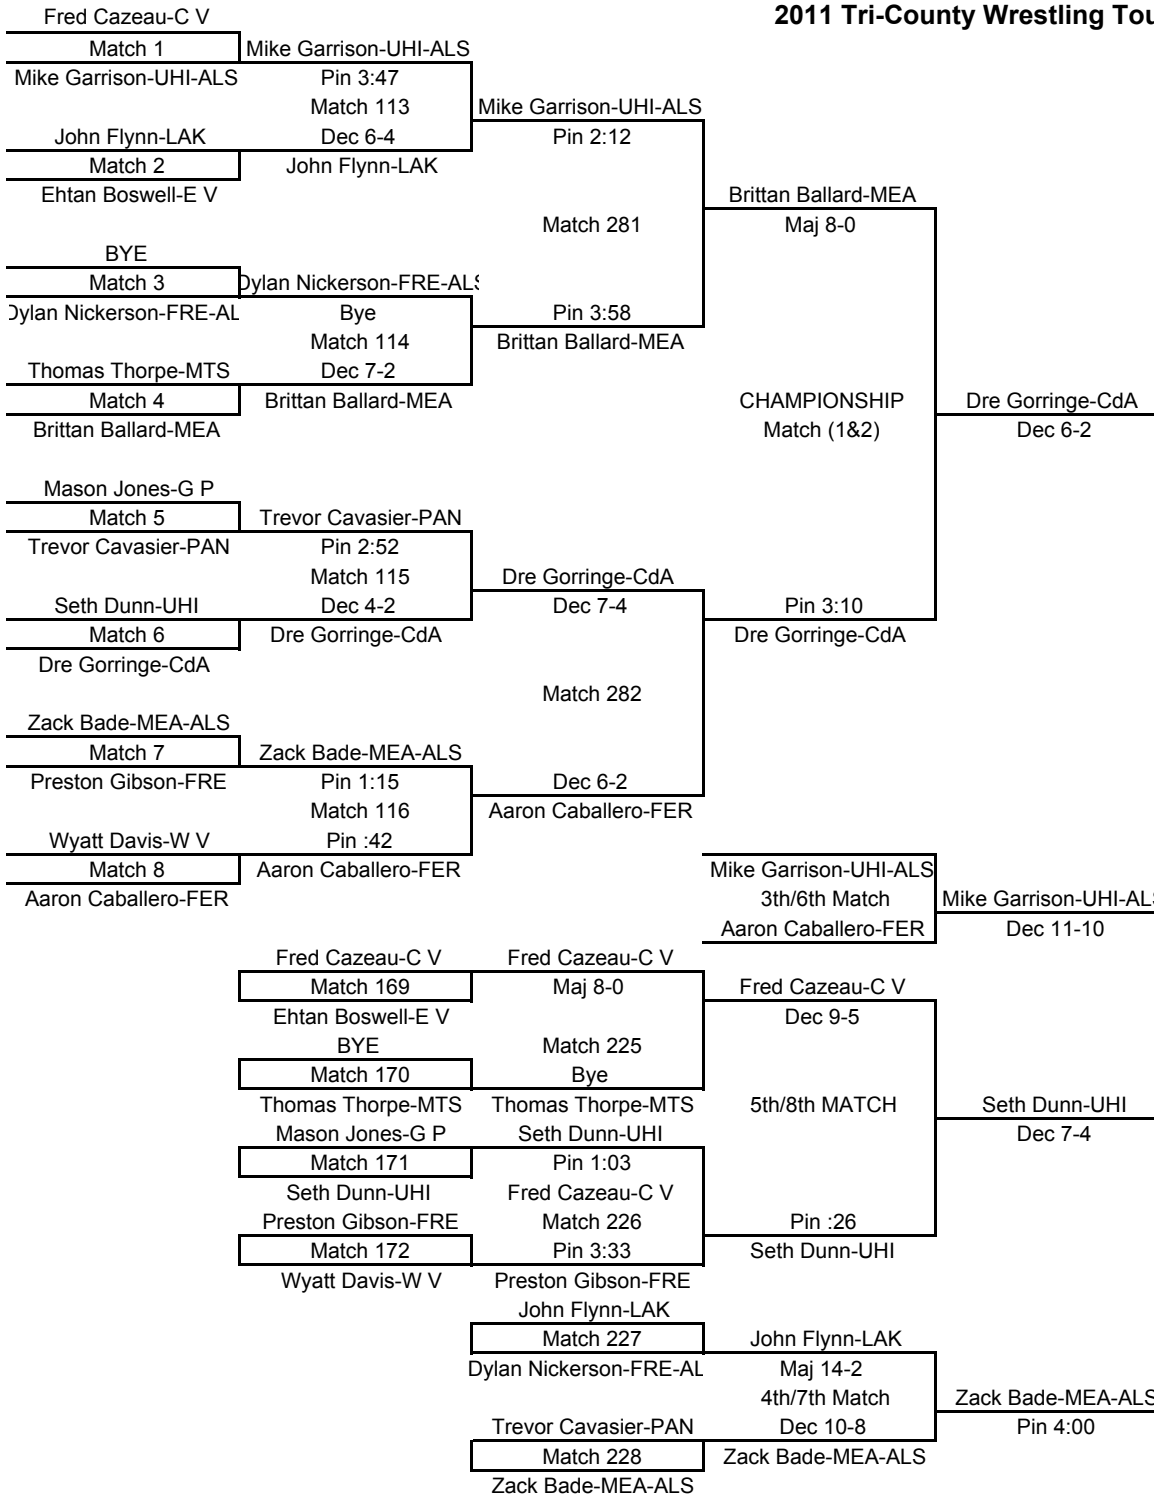 2011 Tri-County Wrestling Tou
Fred Cazeau-C V
Match 1 Mike Garrison-UHI-ALS
Mike Garrison-UHI-ALS Pin 3:47
Match 113 Mike Garrison-UHI-ALS
John Flynn-LAK Dec 6-4 Pin 2:12
Match 2 John Flynn-LAK
Ehtan Boswell-E V Brittan Ballard-MEA
Match 281 Maj 8-0
BYE
Match 3 Dylan Nickerson-FRE-ALS
Dylan Nickerson-FRE-AL Bye Pin 3:58
Match 114 Brittan Ballard-MEA
Thomas Thorpe-MTS Dec 7-2
Match 4 Brittan Ballard-MEA CHAMPIONSHIP Dre Gorringe-CdA
Brittan Ballard-MEA Match (1&2) Dec 6-2
Mason Jones-G P
Match 5 Trevor Cavasier-PAN
Trevor Cavasier-PAN Pin 2:52
Match 115 Dre Gorringe-CdA
Seth Dunn-UHI Dec 4-2 Dec 7-4 Pin 3:10
Match 6 Dre Gorringe-CdA Dre Gorringe-CdA
Dre Gorringe-CdA
Match 282
Zack Bade-MEA-ALS
Match 7 Zack Bade-MEA-ALS
Preston Gibson-FRE Pin 1:15 Dec 6-2
Match 116 Aaron Caballero-FER
Wyatt Davis-W V Pin :42
Match 8 Aaron Caballero-FER Mike Garrison-UHI-ALS
Aaron Caballero-FER 3th/6th Match Mike Garrison-UHI-ALS
Aaron Caballero-FER Dec 11-10
Fred Cazeau-C V Fred Cazeau-C V
Match 169 Maj 8-0 Fred Cazeau-C V
Ehtan Boswell-E V Dec 9-5
BYE Match 225
Match 170 Bye
Thomas Thorpe-MTS Thomas Thorpe-MTS 5th/8th MATCH Seth Dunn-UHI
Mason Jones-G P Seth Dunn-UHI Dec 7-4
Match 171 Pin 1:03
Seth Dunn-UHI Fred Cazeau-C V
Preston Gibson-FRE Match 226 Pin :26
Match 172 Pin 3:33 Seth Dunn-UHI
Wyatt Davis-W V Preston Gibson-FRE
John Flynn-LAK
Match 227 John Flynn-LAK
Dylan Nickerson-FRE-AL Maj 14-2
4th/7th Match Zack Bade-MEA-ALS
Trevor Cavasier-PAN Dec 10-8 Pin 4:00
Match 228 Zack Bade-MEA-ALS
Zack Bade-MEA-ALS